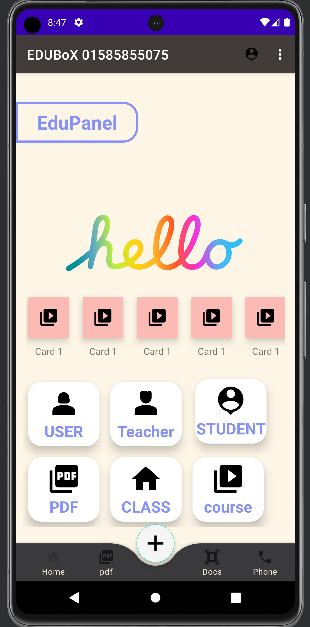 8:47
EDUBoX 01585855075
EduPanel
hello
Card 1 Card 1 Card 1 Card 1 Card 1
USER Teacher STUDENT
PDF
PDF CLASS course
Home pdf Docs Phone